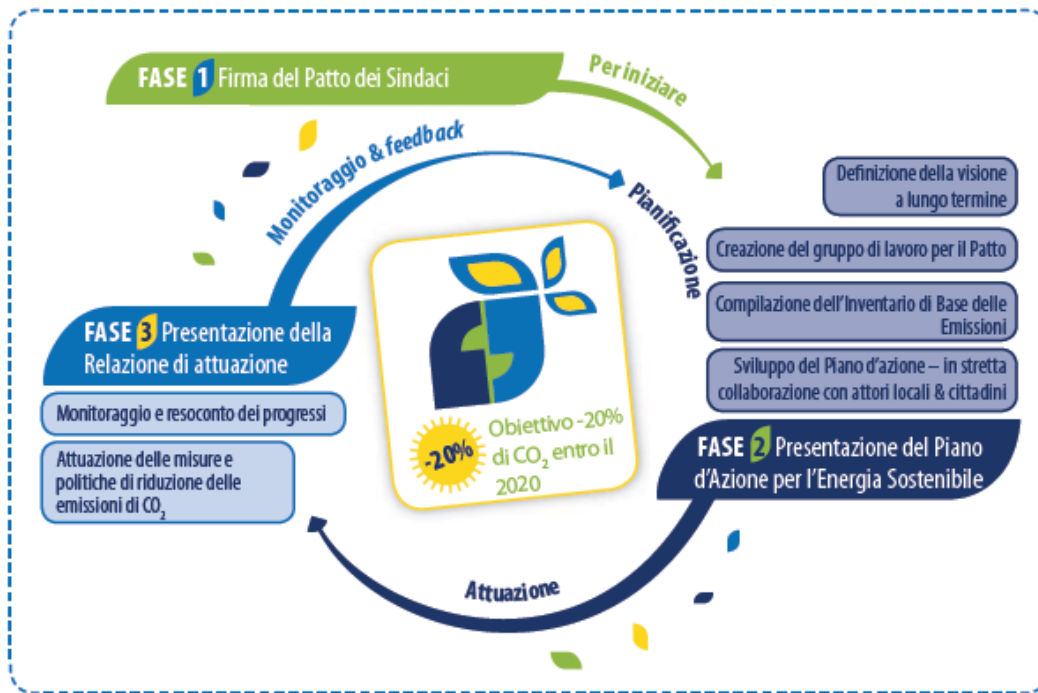 FASE 1 Firma del Patto dei Sindaci
Per iniziare
Monitoraggio & feedback
Pianificazione
Definizione della visione
a lungo termine
Creazione del gruppo di lavoro per il Patto
Compilazione dell'Inventario di Base delle
Emissioni
Sviluppo del Piano d'azione – in stretta
collaborazione con attori locali & cittadini
FASE 2 Presentazione del Piano
d'Azione per l'Energia Sostenibile
FASE 3 Presentazione della
Relazione di attuazione
Monitoraggio e resoconto dei progressi
Attuazione delle misure e
politiche di riduzione delle
emissioni di CO₂
-20%
Obiettivo -20%
di CO₂ entro il
2020
Attuazione